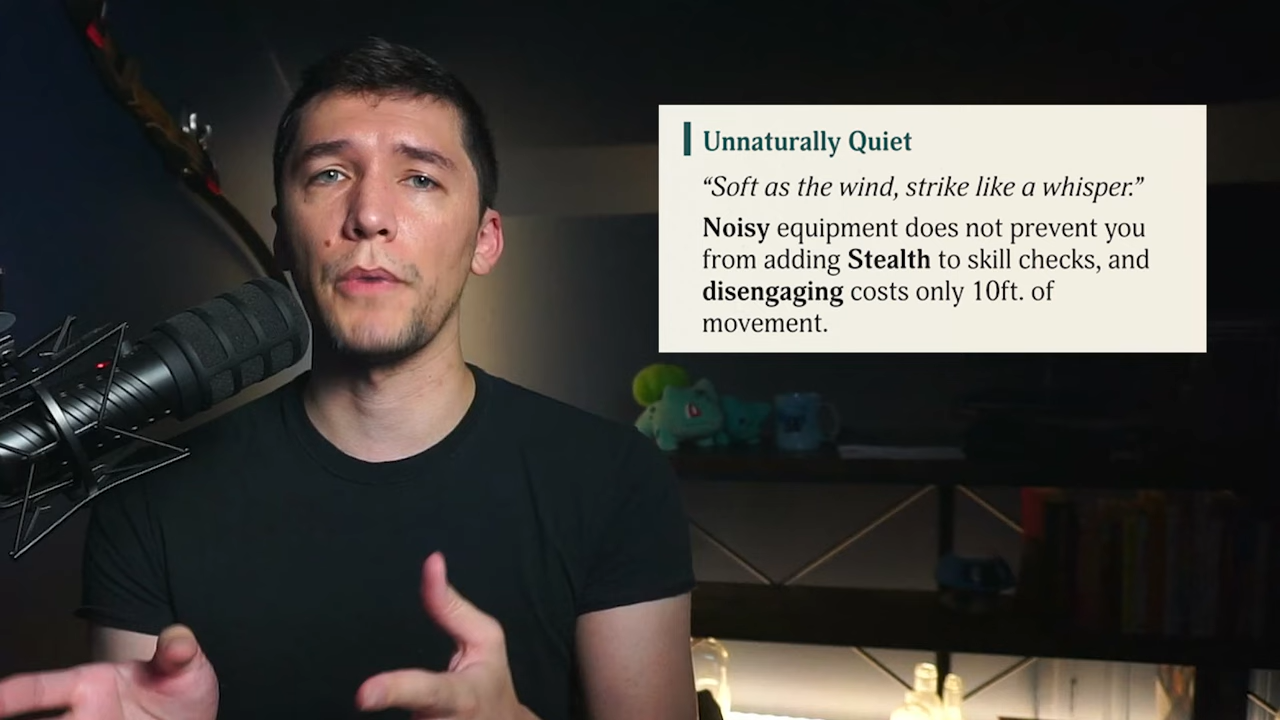 Unnaturally Quiet
“Soft as the wind, strike like a whisper.”
Noisy equipment does not prevent you
from adding Stealth to skill checks, and
disengaging costs only 10ft. of
movement.